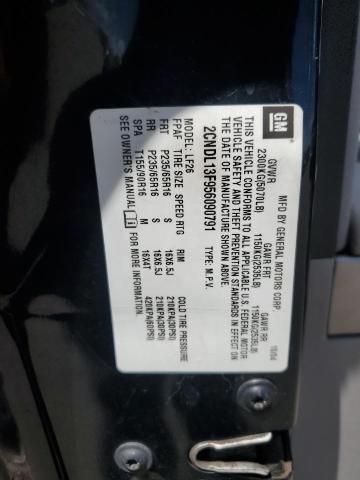 GM
MFD BY GENERAL MOTORS CORP. 10/04
GVWR GAWR FRT GAWR RR
2300KG(5070LB) 1150KG(2535LB) 1150KG(2535LB)
THIS VEHICLE CONFORMS TO ALL APPLICABLE U.S. FEDERAL MOTOR
VEHICLE SAFETY AND THEFT PREVENTION STANDARDS IN EFFECT ON
THE DATE OF MANUFACTURE SHOWN ABOVE.
2CNDL13F956090791 TYPE: M.P.V.
MODEL: LF26
FPAF TIRE SIZE SPEED RTG RIM COLD TIRE PRESSURE
FRT P235/65R16 S 16X6.5J 210KPA(30PSI)
RR P235/65R16 S 16X6.5J 210KPA(30PSI)
SPA T155/90R16 M 16X4T 420KPA(60PSI)
SEE OWNER'S MANUAL FOR MORE INFORMATION